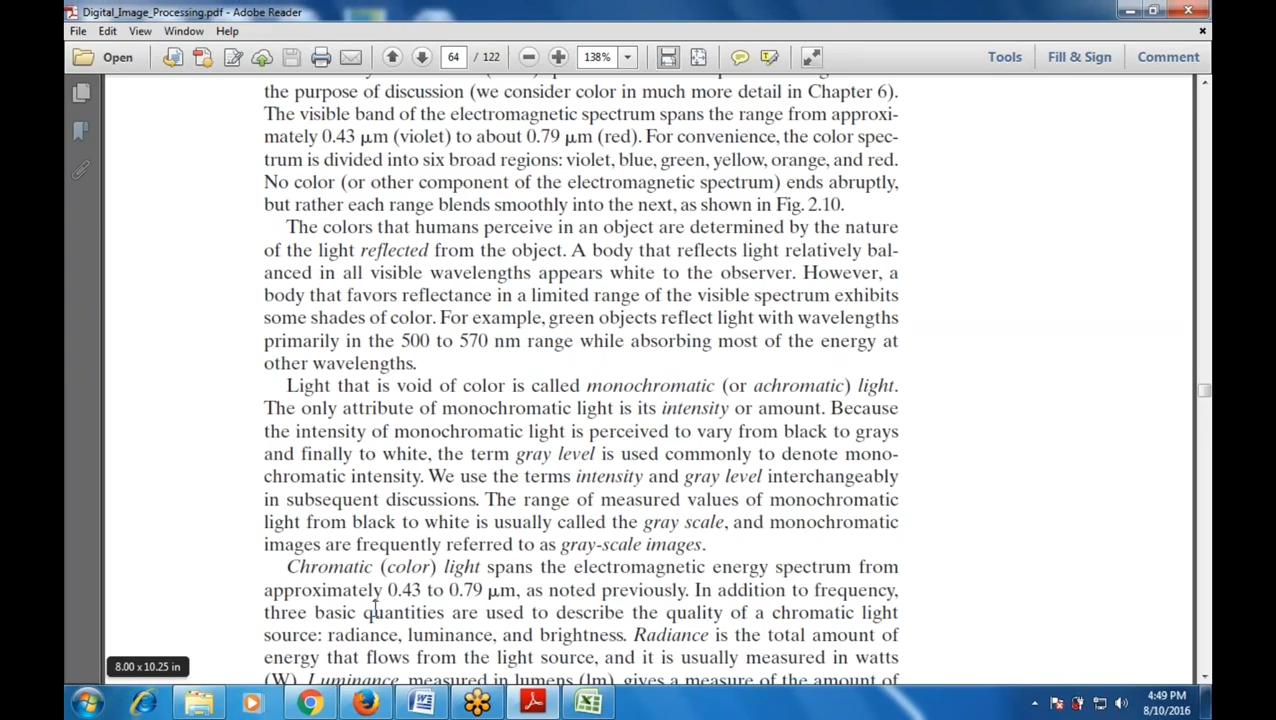 Digital_Image_Processing.pdf - Adobe Reader
File Edit View Window Help
Open 64 / 122 138% Tools Fill & Sign Comment
the purpose of discussion (we consider color in much more detail in Chapter 6).
The visible band of the electromagnetic spectrum spans the range from approxi-
mately 0.43 μm (violet) to about 0.79 μm (red). For convenience, the color spec-
trum is divided into six broad regions: violet, blue, green, yellow, orange, and red.
No color (or other component of the electromagnetic spectrum) ends abruptly,
but rather each range blends smoothly into the next, as shown in Fig. 2.10.
The colors that humans perceive in an object are determined by the nature
of the light reflected from the object. A body that reflects light relatively bal-
anced in all visible wavelengths appears white to the observer. However, a
body that favors reflectance in a limited range of the visible spectrum exhibits
some shades of color. For example, green objects reflect light with wavelengths
primarily in the 500 to 570 nm range while absorbing most of the energy at
other wavelengths.
Light that is void of color is called monochromatic (or achromatic) light.
The only attribute of monochromatic light is its intensity or amount. Because
the intensity of monochromatic light is perceived to vary from black to grays
and finally to white, the term gray level is used commonly to denote mono-
chromatic intensity. We use the terms intensity and gray level interchangeably
in subsequent discussions. The range of measured values of monochromatic
light from black to white is usually called the gray scale, and monochromatic
images are frequently referred to as gray-scale images.
Chromatic (color) light spans the electromagnetic energy spectrum from
approximately 0.43 to 0.79 μm, as noted previously. In addition to frequency,
three basic quantities are used to describe the quality of a chromatic light
source: radiance, luminance, and brightness. Radiance is the total amount of
energy that flows from the light source, and it is usually measured in watts
(W). Luminance, measured in lumens (lm), gives a measure of the amount of
8.00 x 10.25 in
4:49 PM
8/10/2016